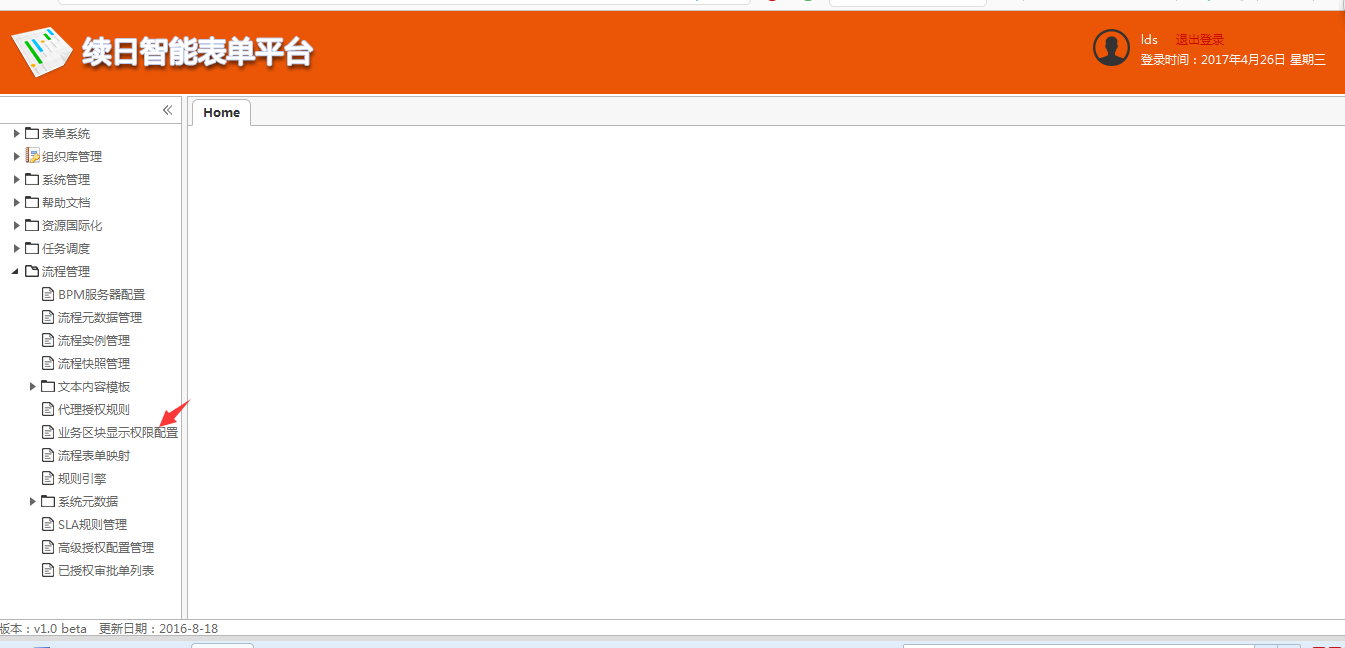 续日智能表单平台
lds 退出登录
登录时间：2017年4月26日 星期三
Home
表单系统
组织库管理
系统管理
帮助文档
资源国际化
任务调度
流程管理
BPM服务器配置
流程元数据管理
流程实例管理
流程快照管理
文本内容模板
代理授权规则
业务区块显示权限配置
流程表单映射
规则引擎
系统元数据
SLA规则管理
高级授权配置管理
已授权审批单列表
版本：v1.0 beta 更新日期：2016-8-18